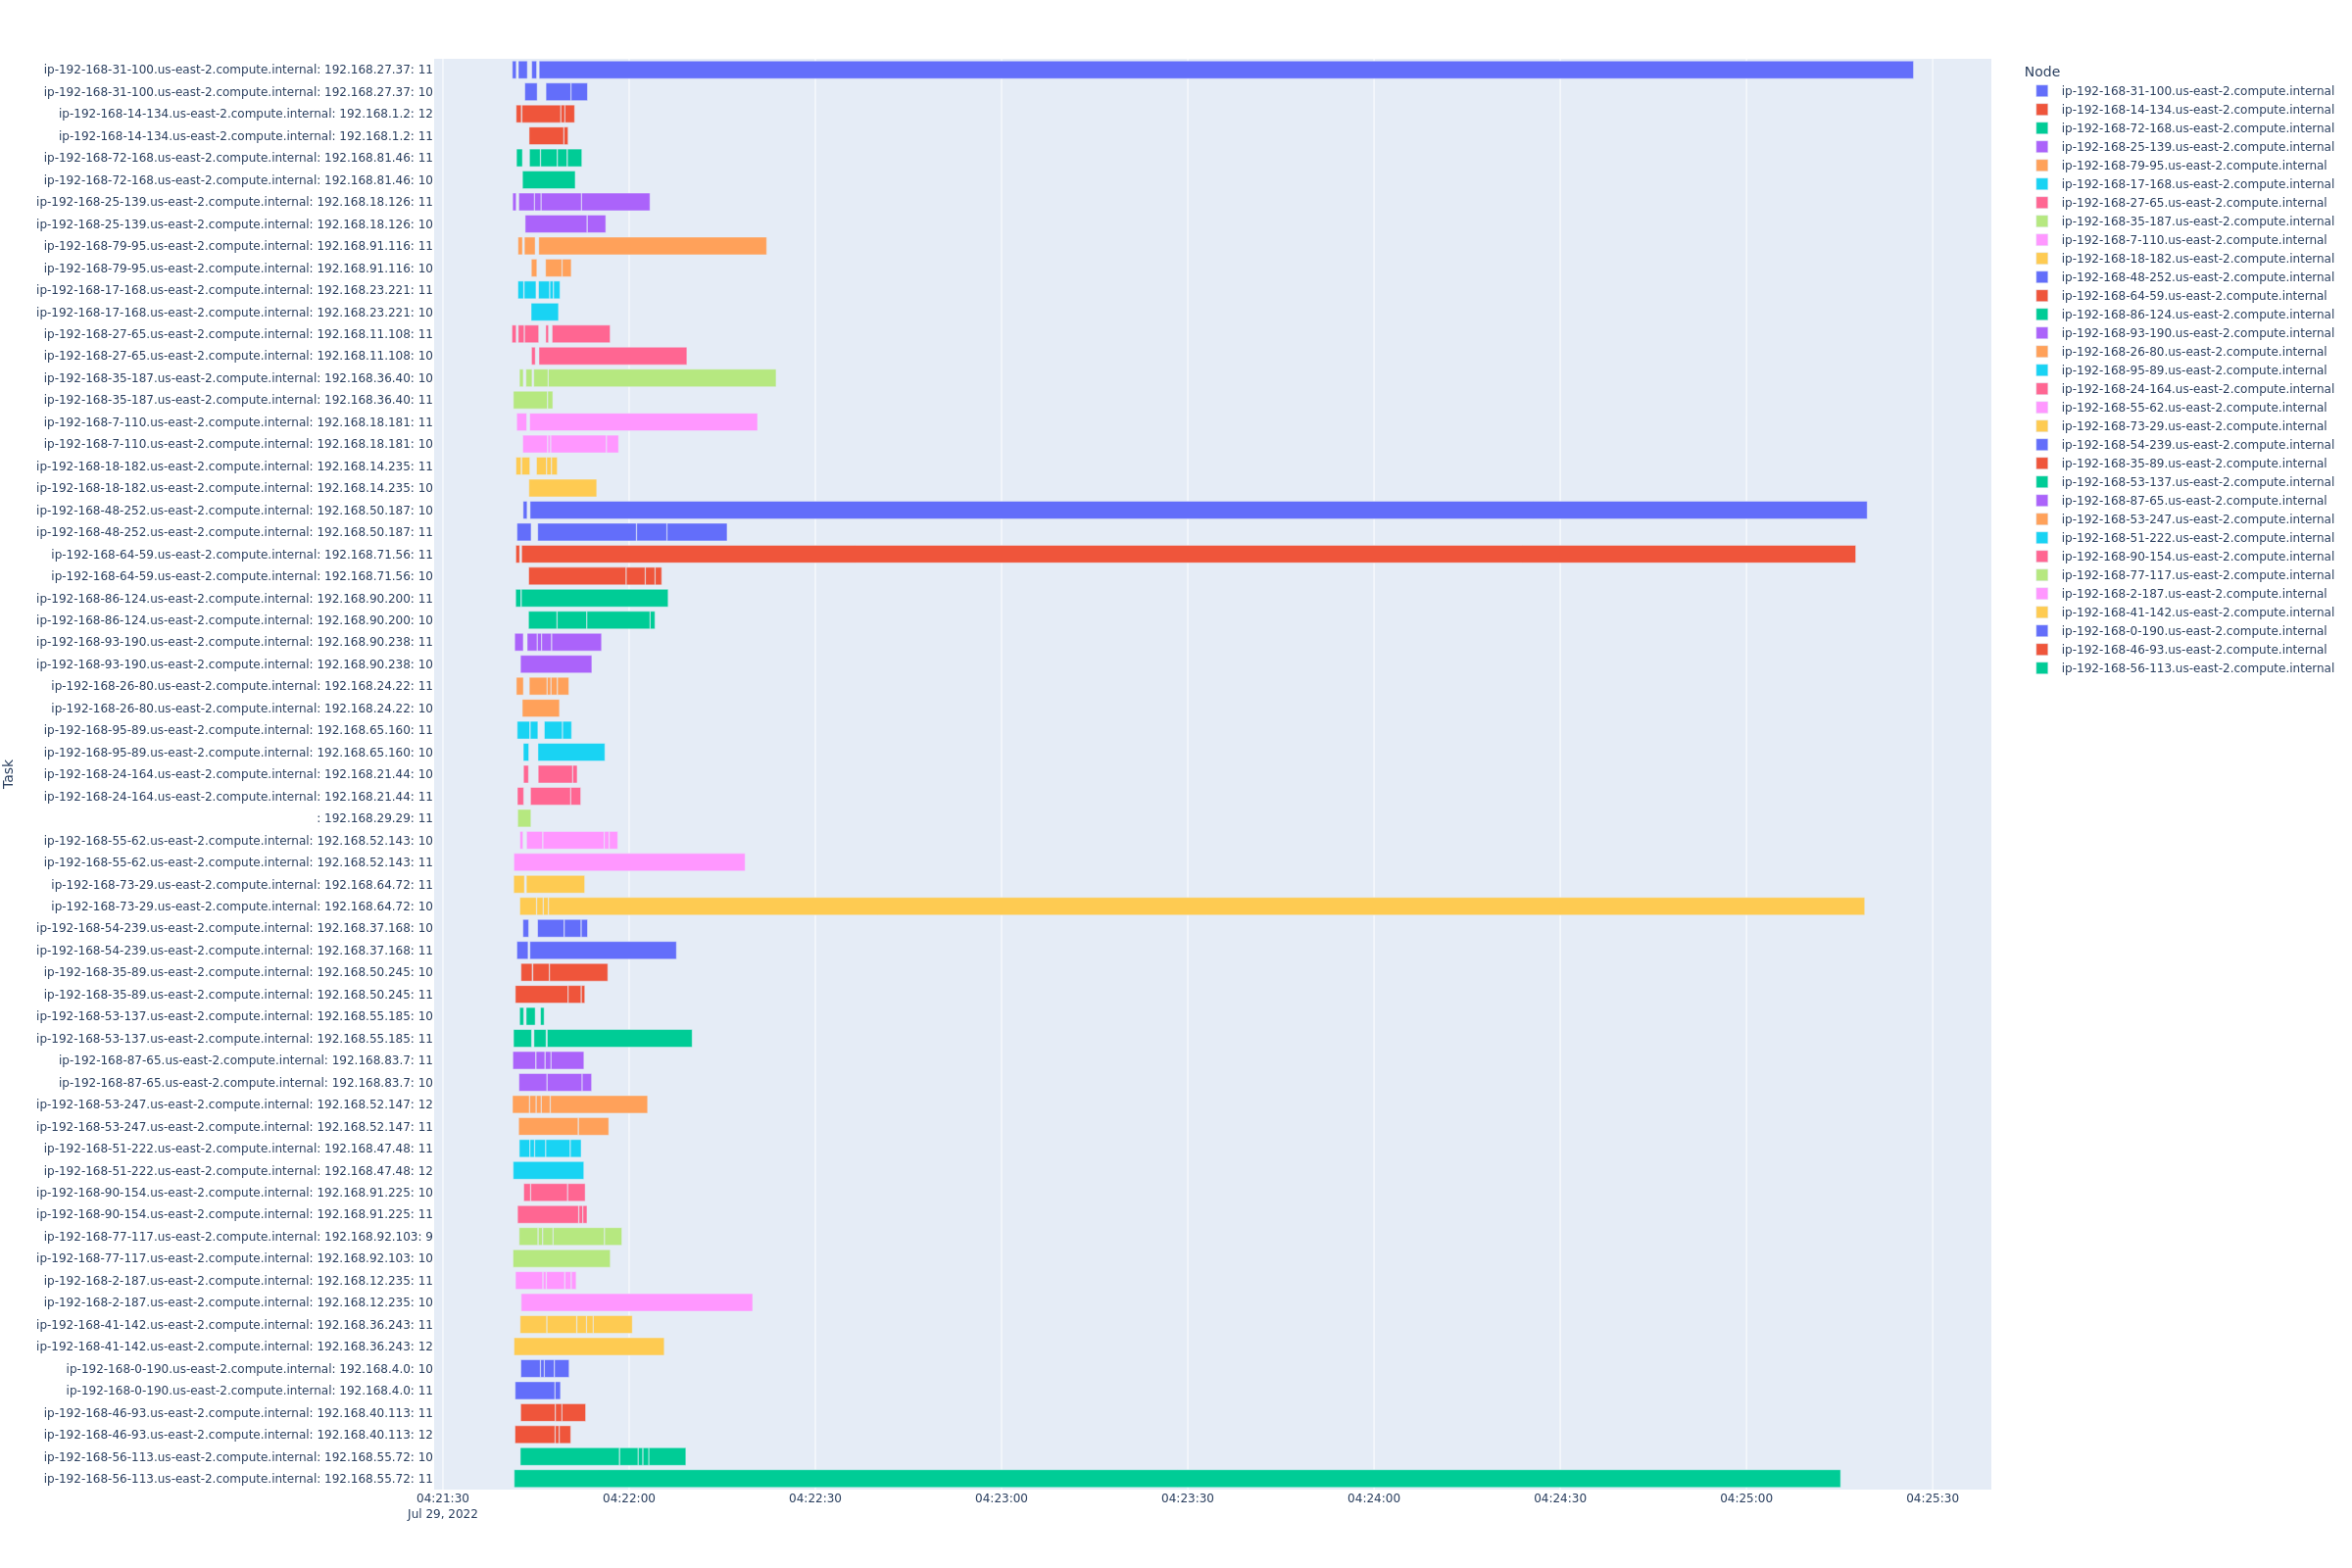 ip-192-168-31-100.us-east-2.compute.internal: 192.168.27.37: 11
ip-192-168-31-100.us-east-2.compute.internal: 192.168.27.37: 10
ip-192-168-14-134.us-east-2.compute.internal: 192.168.1.2: 12
ip-192-168-14-134.us-east-2.compute.internal: 192.168.1.2: 11
ip-192-168-72-168.us-east-2.compute.internal: 192.168.81.46: 11
ip-192-168-72-168.us-east-2.compute.internal: 192.168.81.46: 10
ip-192-168-25-139.us-east-2.compute.internal: 192.168.18.126: 11
ip-192-168-25-139.us-east-2.compute.internal: 192.168.18.126: 10
ip-192-168-79-95.us-east-2.compute.internal: 192.168.91.116: 11
ip-192-168-79-95.us-east-2.compute.internal: 192.168.91.116: 10
ip-192-168-17-168.us-east-2.compute.internal: 192.168.23.221: 11
ip-192-168-17-168.us-east-2.compute.internal: 192.168.23.221: 10
ip-192-168-27-65.us-east-2.compute.internal: 192.168.11.108: 11
ip-192-168-27-65.us-east-2.compute.internal: 192.168.11.108: 10
ip-192-168-35-187.us-east-2.compute.internal: 192.168.36.40: 10
ip-192-168-35-187.us-east-2.compute.internal: 192.168.36.40: 11
ip-192-168-7-110.us-east-2.compute.internal: 192.168.18.181: 11
ip-192-168-7-110.us-east-2.compute.internal: 192.168.18.181: 10
ip-192-168-18-182.us-east-2.compute.internal: 192.168.14.235: 11
ip-192-168-18-182.us-east-2.compute.internal: 192.168.14.235: 10
ip-192-168-48-252.us-east-2.compute.internal: 192.168.50.187: 10
ip-192-168-48-252.us-east-2.compute.internal: 192.168.50.187: 11
ip-192-168-64-59.us-east-2.compute.internal: 192.168.71.56: 11
ip-192-168-64-59.us-east-2.compute.internal: 192.168.71.56: 10
ip-192-168-86-124.us-east-2.compute.internal: 192.168.90.200: 11
ip-192-168-86-124.us-east-2.compute.internal: 192.168.90.200: 10
ip-192-168-93-190.us-east-2.compute.internal: 192.168.90.238: 11
ip-192-168-93-190.us-east-2.compute.internal: 192.168.90.238: 10
ip-192-168-26-80.us-east-2.compute.internal: 192.168.24.22: 11
ip-192-168-26-80.us-east-2.compute.internal: 192.168.24.22: 10
ip-192-168-95-89.us-east-2.compute.internal: 192.168.65.160: 11
ip-192-168-95-89.us-east-2.compute.internal: 192.168.65.160: 10
ip-192-168-24-164.us-east-2.compute.internal: 192.168.21.44: 10
ip-192-168-24-164.us-east-2.compute.internal: 192.168.21.44: 11
: 192.168.29.29: 11
ip-192-168-55-62.us-east-2.compute.internal: 192.168.52.143: 10
ip-192-168-55-62.us-east-2.compute.internal: 192.168.52.143: 11
ip-192-168-73-29.us-east-2.compute.internal: 192.168.64.72: 11
ip-192-168-73-29.us-east-2.compute.internal: 192.168.64.72: 10
ip-192-168-54-239.us-east-2.compute.internal: 192.168.37.168: 10
ip-192-168-54-239.us-east-2.compute.internal: 192.168.37.168: 11
ip-192-168-35-89.us-east-2.compute.internal: 192.168.50.245: 10
ip-192-168-35-89.us-east-2.compute.internal: 192.168.50.245: 11
ip-192-168-53-137.us-east-2.compute.internal: 192.168.55.185: 10
ip-192-168-53-137.us-east-2.compute.internal: 192.168.55.185: 11
ip-192-168-87-65.us-east-2.compute.internal: 192.168.83.7: 11
ip-192-168-87-65.us-east-2.compute.internal: 192.168.83.7: 10
ip-192-168-53-247.us-east-2.compute.internal: 192.168.52.147: 12
ip-192-168-53-247.us-east-2.compute.internal: 192.168.52.147: 11
ip-192-168-51-222.us-east-2.compute.internal: 192.168.47.48: 11
ip-192-168-51-222.us-east-2.compute.internal: 192.168.47.48: 12
ip-192-168-90-154.us-east-2.compute.internal: 192.168.91.225: 10
ip-192-168-90-154.us-east-2.compute.internal: 192.168.91.225: 11
ip-192-168-77-117.us-east-2.compute.internal: 192.168.92.103: 9
ip-192-168-77-117.us-east-2.compute.internal: 192.168.92.103: 10
ip-192-168-2-187.us-east-2.compute.internal: 192.168.12.235: 11
ip-192-168-2-187.us-east-2.compute.internal: 192.168.12.235: 10
ip-192-168-41-142.us-east-2.compute.internal: 192.168.36.243: 11
ip-192-168-41-142.us-east-2.compute.internal: 192.168.36.243: 12
ip-192-168-0-190.us-east-2.compute.internal: 192.168.4.0: 10
ip-192-168-0-190.us-east-2.compute.internal: 192.168.4.0: 11
ip-192-168-46-93.us-east-2.compute.internal: 192.168.40.113: 11
ip-192-168-46-93.us-east-2.compute.internal: 192.168.40.113: 12
ip-192-168-56-113.us-east-2.compute.internal: 192.168.55.72: 10
ip-192-168-56-113.us-east-2.compute.internal: 192.168.55.72: 11
Task
04:21:30 04:22:00 04:22:30 04:23:00 04:23:30 04:24:00 04:24:30 04:25:00 04:25:30
Jul 29, 2022
Node
ip-192-168-31-100.us-east-2.compute.internal
ip-192-168-14-134.us-east-2.compute.internal
ip-192-168-72-168.us-east-2.compute.internal
ip-192-168-25-139.us-east-2.compute.internal
ip-192-168-79-95.us-east-2.compute.internal
ip-192-168-17-168.us-east-2.compute.internal
ip-192-168-27-65.us-east-2.compute.internal
ip-192-168-35-187.us-east-2.compute.internal
ip-192-168-7-110.us-east-2.compute.internal
ip-192-168-18-182.us-east-2.compute.internal
ip-192-168-48-252.us-east-2.compute.internal
ip-192-168-64-59.us-east-2.compute.internal
ip-192-168-86-124.us-east-2.compute.internal
ip-192-168-93-190.us-east-2.compute.internal
ip-192-168-26-80.us-east-2.compute.internal
ip-192-168-95-89.us-east-2.compute.internal
ip-192-168-24-164.us-east-2.compute.internal
ip-192-168-55-62.us-east-2.compute.internal
ip-192-168-73-29.us-east-2.compute.internal
ip-192-168-54-239.us-east-2.compute.internal
ip-192-168-35-89.us-east-2.compute.internal
ip-192-168-53-137.us-east-2.compute.internal
ip-192-168-87-65.us-east-2.compute.internal
ip-192-168-53-247.us-east-2.compute.internal
ip-192-168-51-222.us-east-2.compute.internal
ip-192-168-90-154.us-east-2.compute.internal
ip-192-168-77-117.us-east-2.compute.internal
ip-192-168-2-187.us-east-2.compute.internal
ip-192-168-41-142.us-east-2.compute.internal
ip-192-168-0-190.us-east-2.compute.internal
ip-192-168-46-93.us-east-2.compute.internal
ip-192-168-56-113.us-east-2.compute.internal